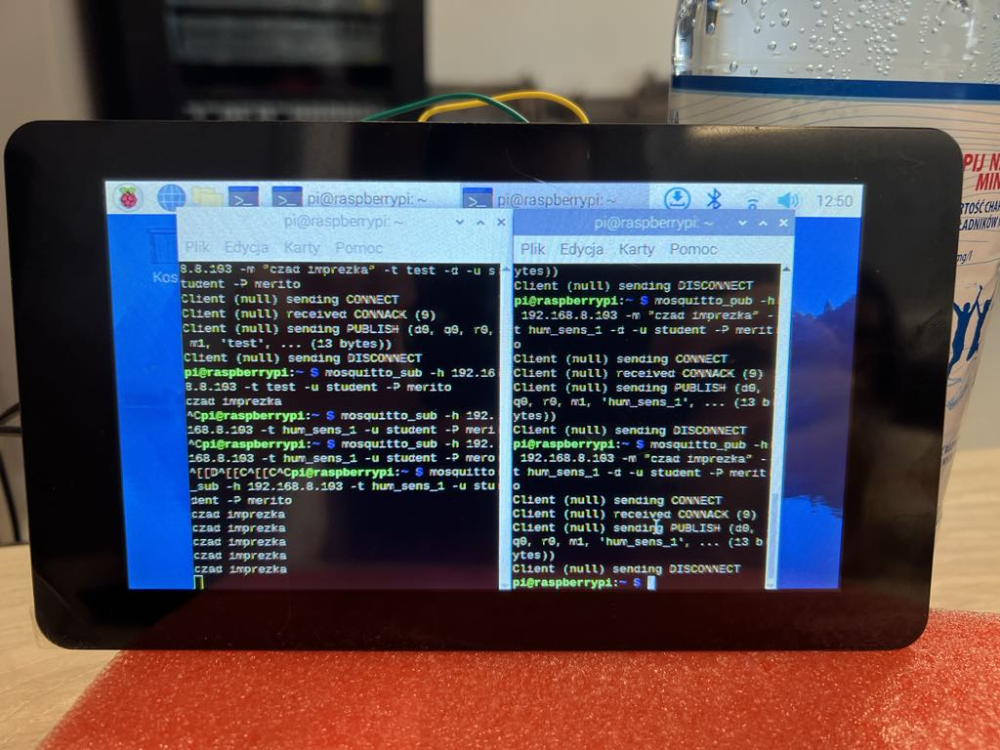 pi@raspberrypi: ~
pi@raspberrypi: ~
12:50
Kos
pi@raspberrypi: ~
Plik Edycja Karty Pomoc
8.8.103 -m "czad imprezka" -t test -d -u s
tudent -P merito
Client (null) sending CONNECT
Client (null) received CONNACK (0)
Client (null) sending PUBLISH (d0, q0, r0,
m1, 'test', ... (13 bytes))
Client (null) sending DISCONNECT
pi@raspberrypi:~ $ mosquitto_sub -h 192.16
8.8.103 -t test -u student -P merito
czad imprezka
^Cpi@raspberrypi:~ $ mosquitto_sub -h 192.
168.8.103 -t hum_sens_1 -u student -P meri
^Cpi@raspberrypi:~ $ mosquitto_sub -h 192.
168.8.103 -t hum_sens_1 -u student -P mero
^[[D^[[C^[[C^Cpi@raspberrypi:~ $ mosquitto
_sub -h 192.168.8.103 -t hum_sens_1 -u stu
dent -P merito
czad imprezka
czad imprezka
czad imprezka
czad imprezka
czad imprezka
pi@raspberrypi: ~
Plik Edycja Karty Pomoc
ytes))
Client (null) sending DISCONNECT
pi@raspberrypi:~ $ mosquitto_pub -h
192.168.8.103 -m "czad imprezka" -
t hum_sens_1 -d -u student -P merit
o
Client (null) sending CONNECT
Client (null) received CONNACK (0)
Client (null) sending PUBLISH (d0,
q0, r0, m1, 'hum_sens_1', ... (13 b
ytes))
Client (null) sending DISCONNECT
pi@raspberrypi:~ $ mosquitto_pub -h
192.168.8.103 -m "czad imprezka" -
t hum_sens_1 -d -u student -P merit
o
Client (null) sending CONNECT
Client (null) received CONNACK (0)
Client (null) sending PUBLISH (d0,
q0, r0, m1, 'hum_sens_1', ... (13 b
ytes))
Client (null) sending DISCONNECT
pi@raspberrypi:~ $
PIJ N
MIN
mg/l